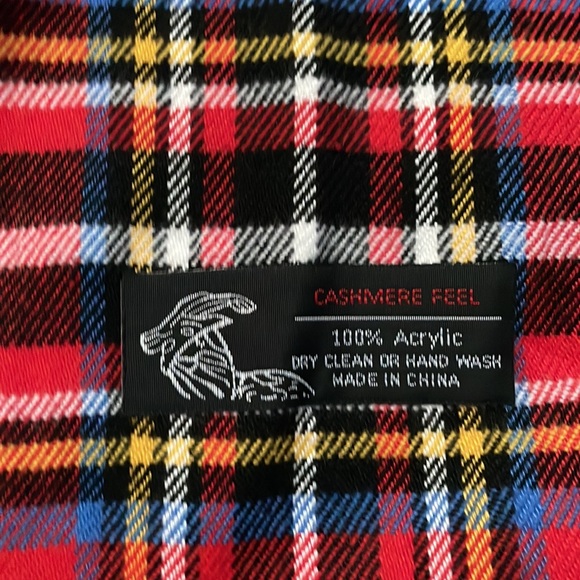 CASHMERE FEEL
100% Acrylic
DRY CLEAN OR HAND WASH
MADE IN CHINA